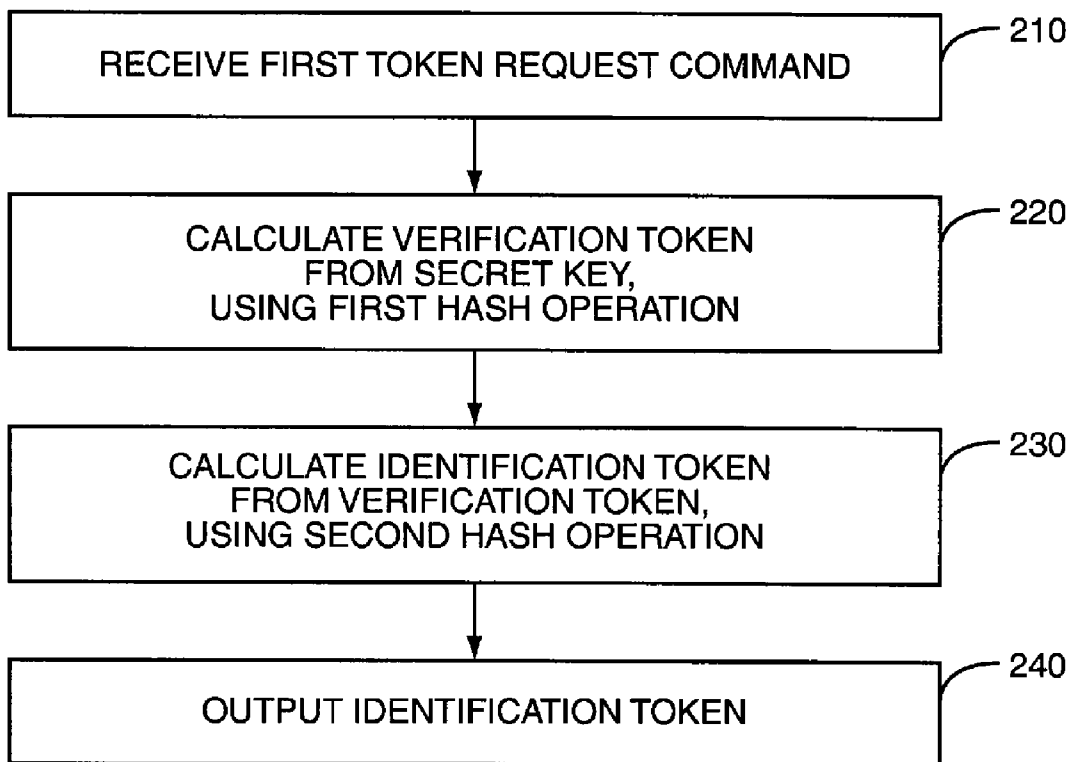 210
RECEIVE FIRST TOKEN REQUEST COMMAND
220
CALCULATE VERIFICATION TOKEN
FROM SECRET KEY,
USING FIRST HASH OPERATION
230
CALCULATE IDENTIFICATION TOKEN
FROM VERIFICATION TOKEN,
USING SECOND HASH OPERATION
240
OUTPUT IDENTIFICATION TOKEN